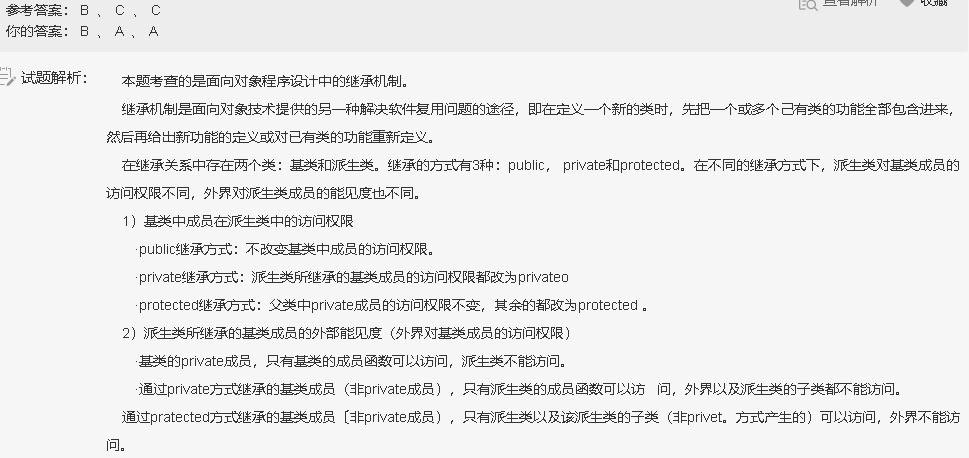 参考答案： B 、 C 、 C
查看解析 收藏
你的答案： B 、 A 、 A
试题解析：
本题考查的是面向对象程序设计中的继承机制。
继承机制是面向对象技术提供的另一种解决软件复用问题的途径，即在定义一个新的类时，先把一个或多个已有类的功能全部包含进来，
然后再给出新功能的定义或对已有类的功能重新定义。
在继承关系中存在两个类：基类和派生类。继承的方式有3种：public， private和protected。在不同的继承方式下，派生类对基类成员的
访问权限不同，外界对派生类成员的能见度也不同。
1）基类中成员在派生类中的访问权限
·public继承方式：不改变基类中成员的访问权限。
·private继承方式：派生类所继承的基类成员的访问权限都改为privateo
·protected继承方式：父类中private成员的访问权限不变，其余的都改为protected 。
2）派生类所继承的基类成员的外部能见度（外界对基类成员的访问权限）
·基类的private成员，只有基类的成员函数可以访问，派生类不能访问。
·通过private方式继承的基类成员（非private成员），只有派生类的成员函数可以访 问，外界以及派生类的子类都不能访问。
通过pratected方式继承的基类成员〔非private成员），只有派生类以及该派生类的子类（非privet。方式产生的）可以访问，外界不能访
问。